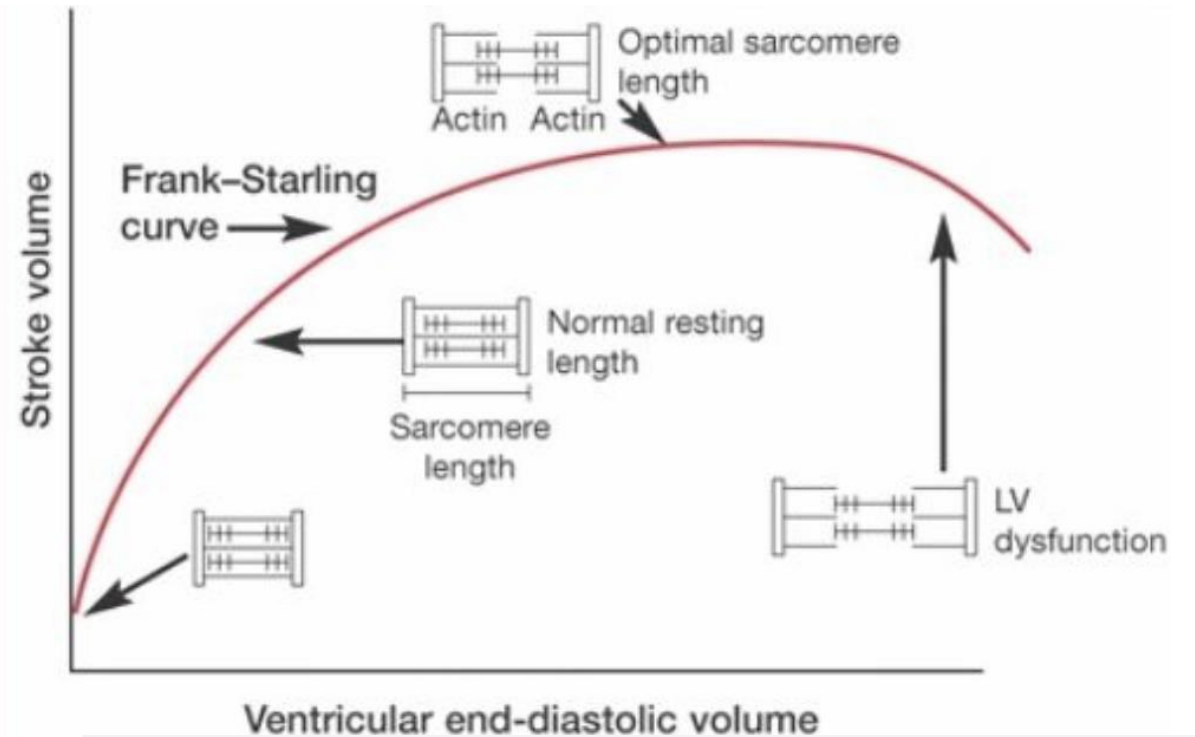 Optimal sarcomere
length
Actin Actin
Frank–Starling
curve
Stroke volume
Normal resting
length
Sarcomere
length
LV
dysfunction
Ventricular end-diastolic volume